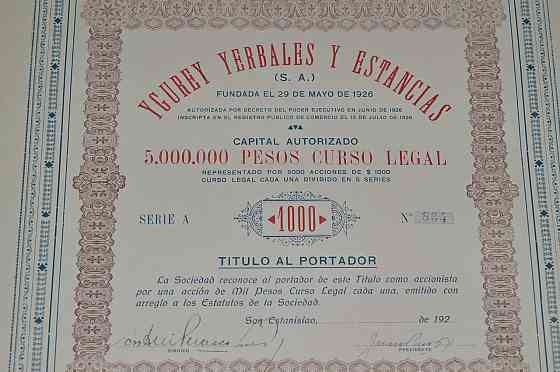 YGUREY YERBALES Y ESTANCIAS
(S. A.)
FUNDADA EL 29 DE MAYO DE 1926
AUTORIZADA POR DECRETO DEL PODER EJECUTIVO EN JUNIO DE 1926
INSCRIPTA EN EL REGISTRO PUBLICO DE COMERCIO EL 15 DE JULIO DE 1926
CAPITAL AUTORIZADO
5.000.000 PESOS CURSO LEGAL
REPRESENTADO POR 5000 ACCIONES DE $ 1000
CURSO LEGAL CADA UNA DIVIDIDO EN 5 SERIES
SERIE A
1000
Nº 884
TITULO AL PORTADOR
La Sociedad reconoce al portador de este Titulo como accionista
por una acción de Mil Pesos Curso Legal cada una, emitido con
arreglo a los Estatutos de la Sociedad.
San Estanislao, de 192
SINDICO
PRESIDENTE